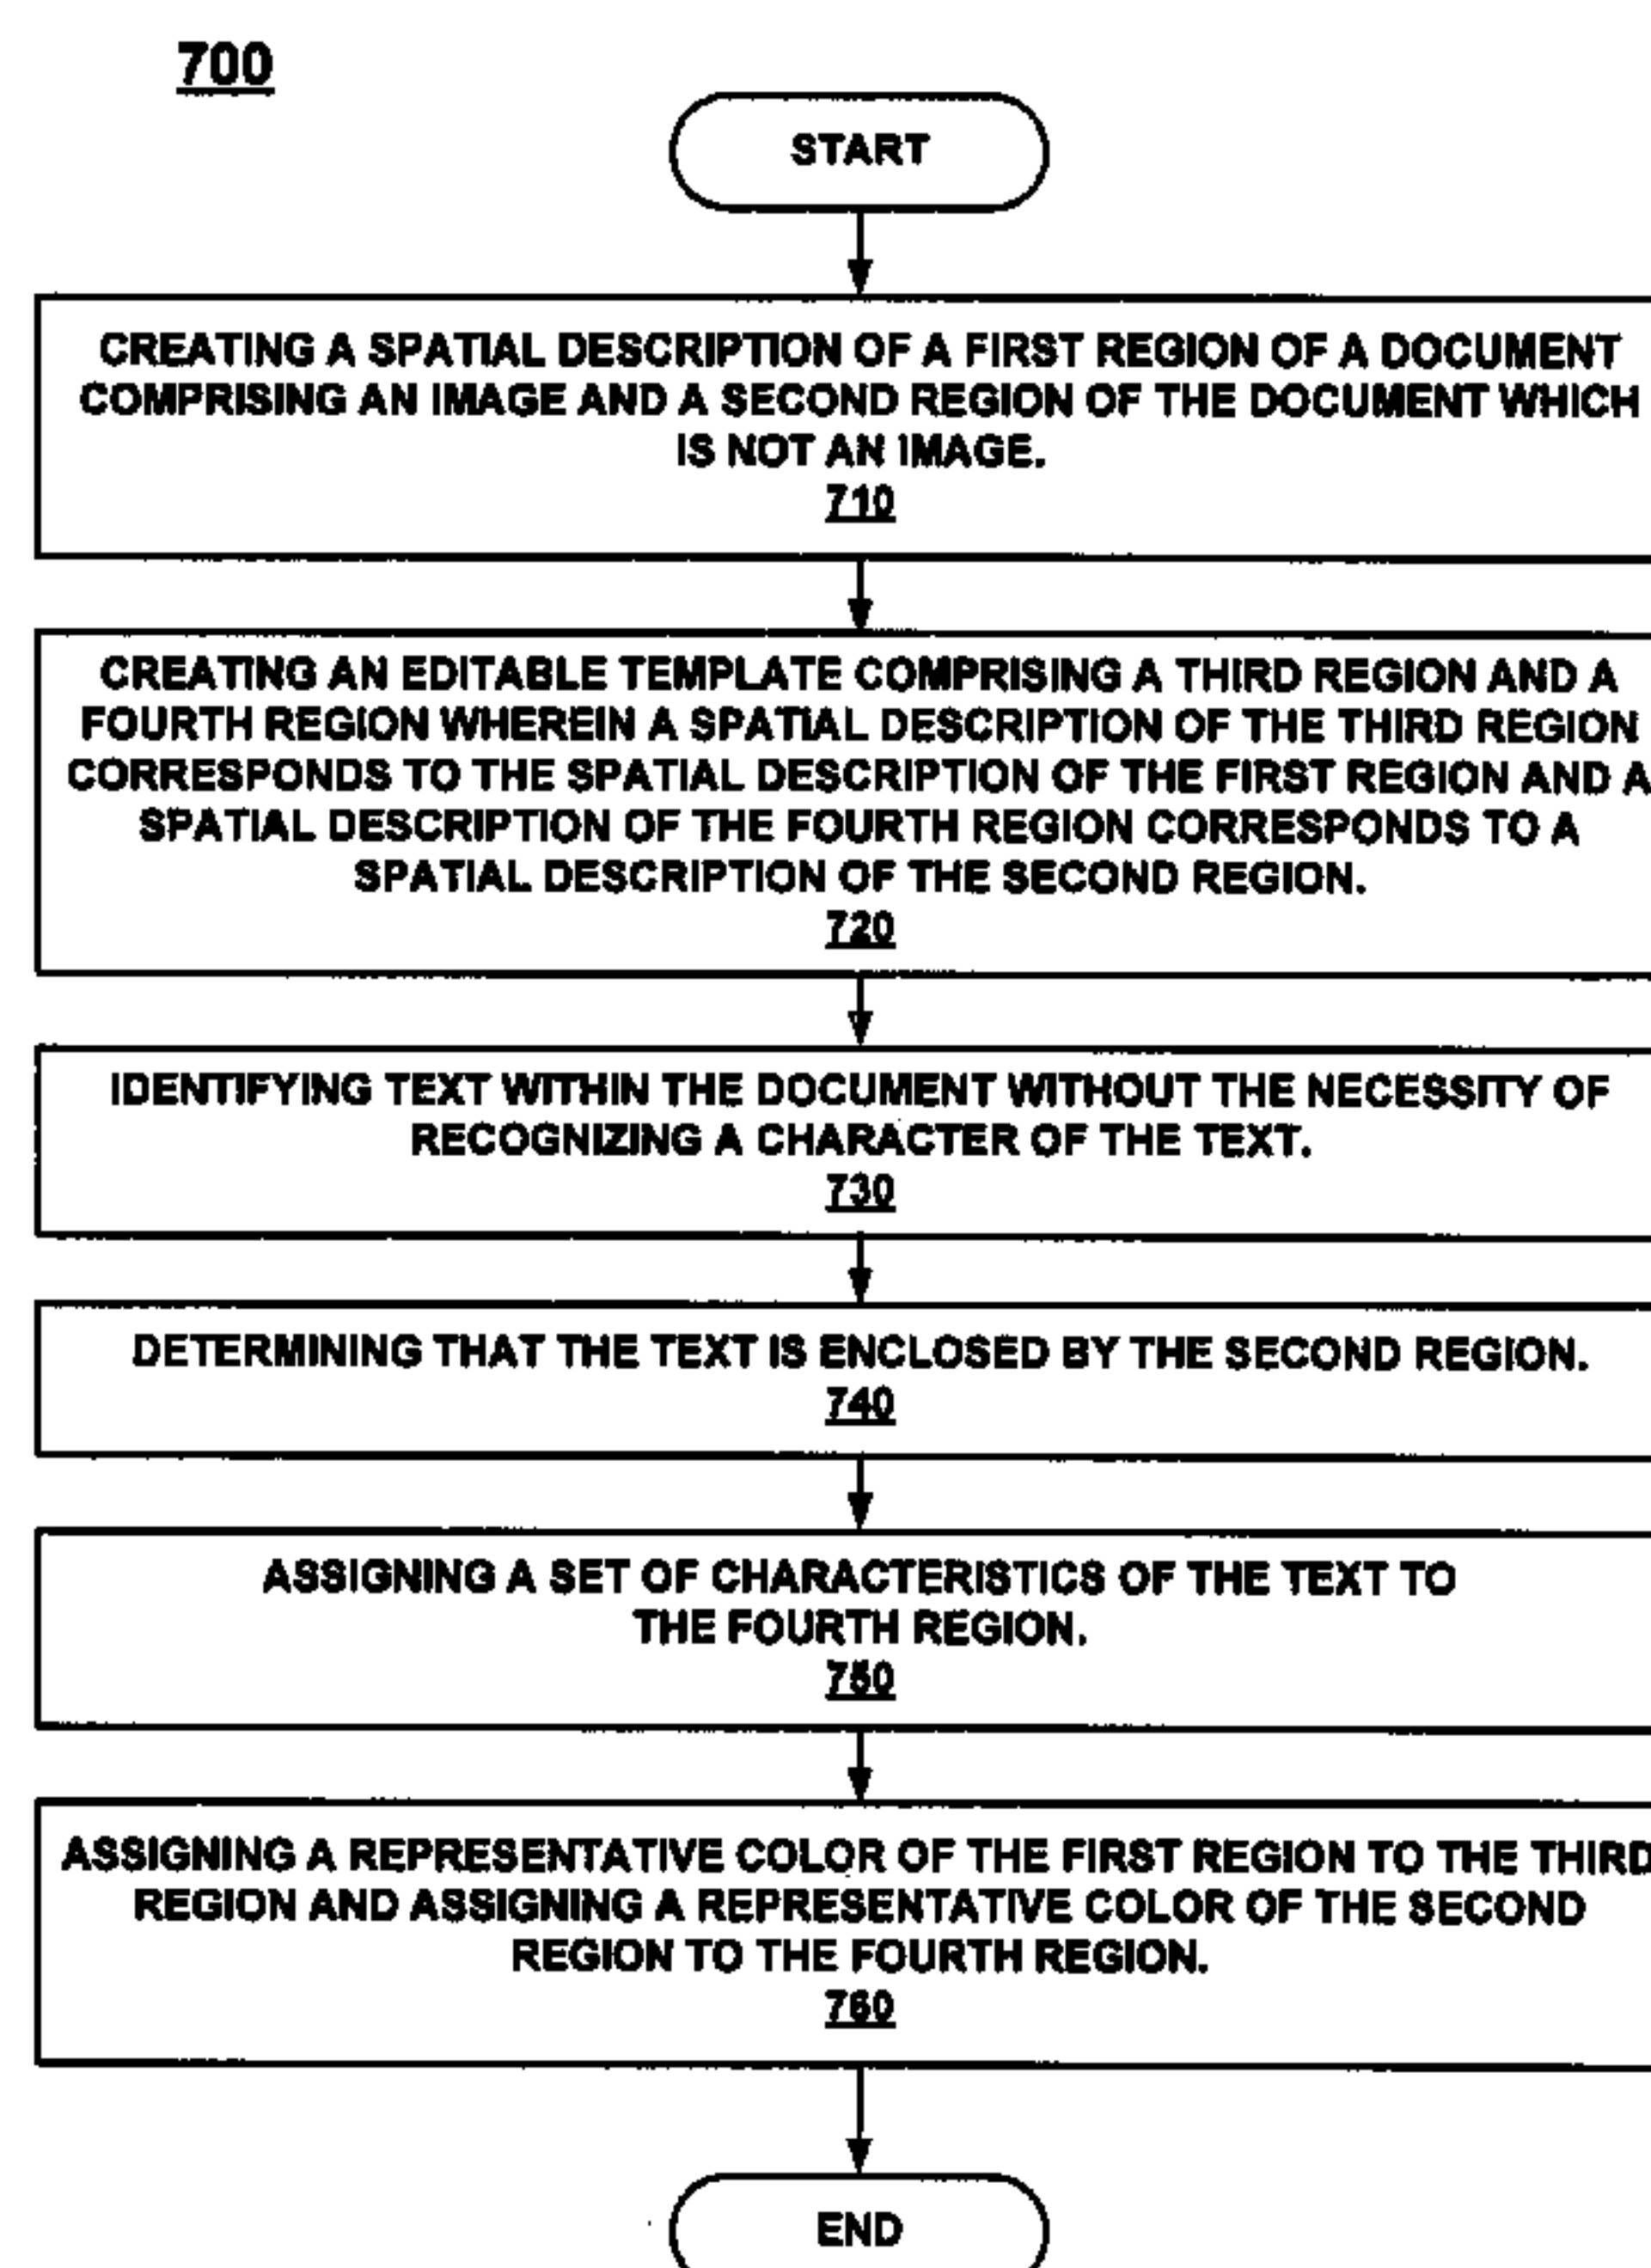 700
START
CREATING A SPATIAL DESCRIPTION OF A FIRST REGION OF A DOCUMENT
COMPRISING AN IMAGE AND A SECOND REGION OF THE DOCUMENT WHICH
IS NOT AN IMAGE.
710
CREATING AN EDITABLE TEMPLATE COMPRISING A THIRD REGION AND A
FOURTH REGION WHEREIN A SPATIAL DESCRIPTION OF THE THIRD REGION
CORRESPONDS TO THE SPATIAL DESCRIPTION OF THE FIRST REGION AND A
SPATIAL DESCRIPTION OF THE FOURTH REGION CORRESPONDS TO A
SPATIAL DESCRIPTION OF THE SECOND REGION.
720
IDENTIFYING TEXT WITHIN THE DOCUMENT WITHOUT THE NECESSITY OF
RECOGNIZING A CHARACTER OF THE TEXT.
730
DETERMINING THAT THE TEXT IS ENCLOSED BY THE SECOND REGION.
740
ASSIGNING A SET OF CHARACTERISTICS OF THE TEXT TO
THE FOURTH REGION.
750
ASSIGNING A REPRESENTATIVE COLOR OF THE FIRST REGION TO THE THIRD
REGION AND ASSIGNING A REPRESENTATIVE COLOR OF THE SECOND
REGION TO THE FOURTH REGION.
760
END